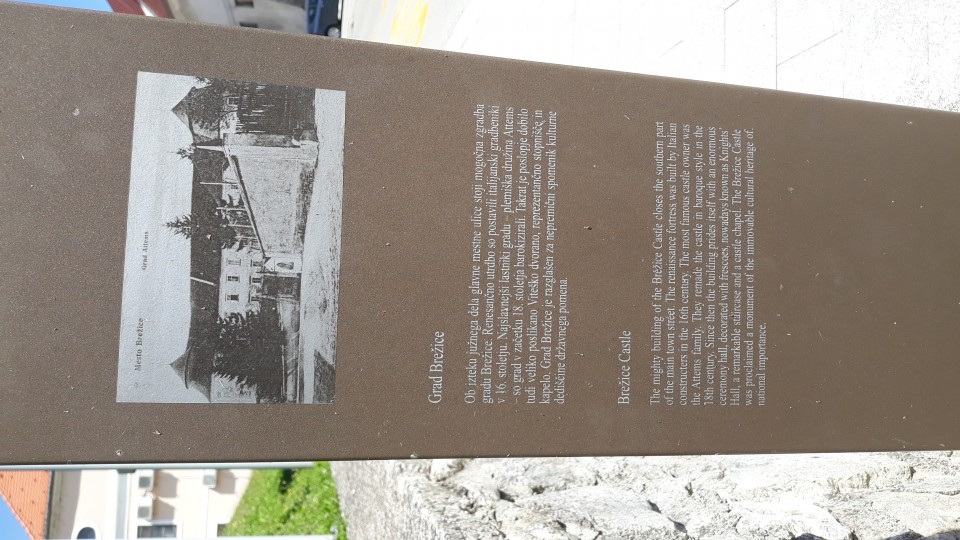 Mesto Brežice
Grad Attems
Grad Brežice
Ob izteku južnega dela glavne mestne ulice stoji mogočna zgradba
gradu Brežice. Renesančno utrdbo so postavili italijanski gradbeniki
v 16. stoletju. Najslavnejši lastniki gradu – plemiška družina Attems
– so grad v začetku 18. stoletja barokizirali. Takrat je poslopje dobilo
tudi veliko poslikano Viteško dvorano, reprezentančno stopnišče in
kapelo. Grad Brežice je razglašen za nepremični spomenik kulturne
dediščine državnega pomena.
Brežice Castle
The mighty building of the Brežice Castle closes the southern part
of the main town street. The renaissance fortress was built by Italian
constructers in the 16th century. The most famous castle owner was
the Attems family. They remade the castle in baroque style in the
18th century. Since then the building prides itself with an enormous
ceremony hall, decorated with frescoes, nowadays known as Knights'
Hall, a remarkable staircase and a castle chapel. The Brežice Castle
was proclaimed a monument of the immovable cultural heritage of
national importance.